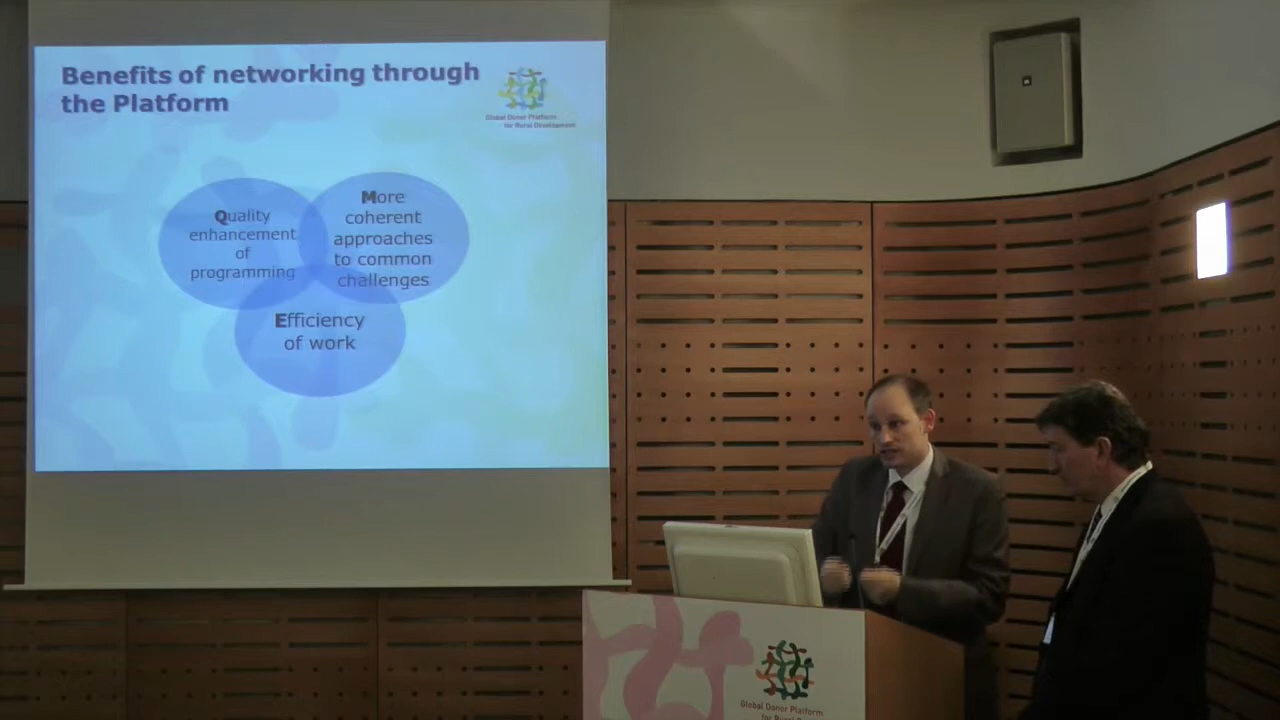 Benefits of networking through
the Platform
Global Donor Platform
for Rural Development
Quality
enhancement
of
programming
More
coherent
approaches
to common
challenges
Efficiency
of work
Global Donor Platform
for Rural